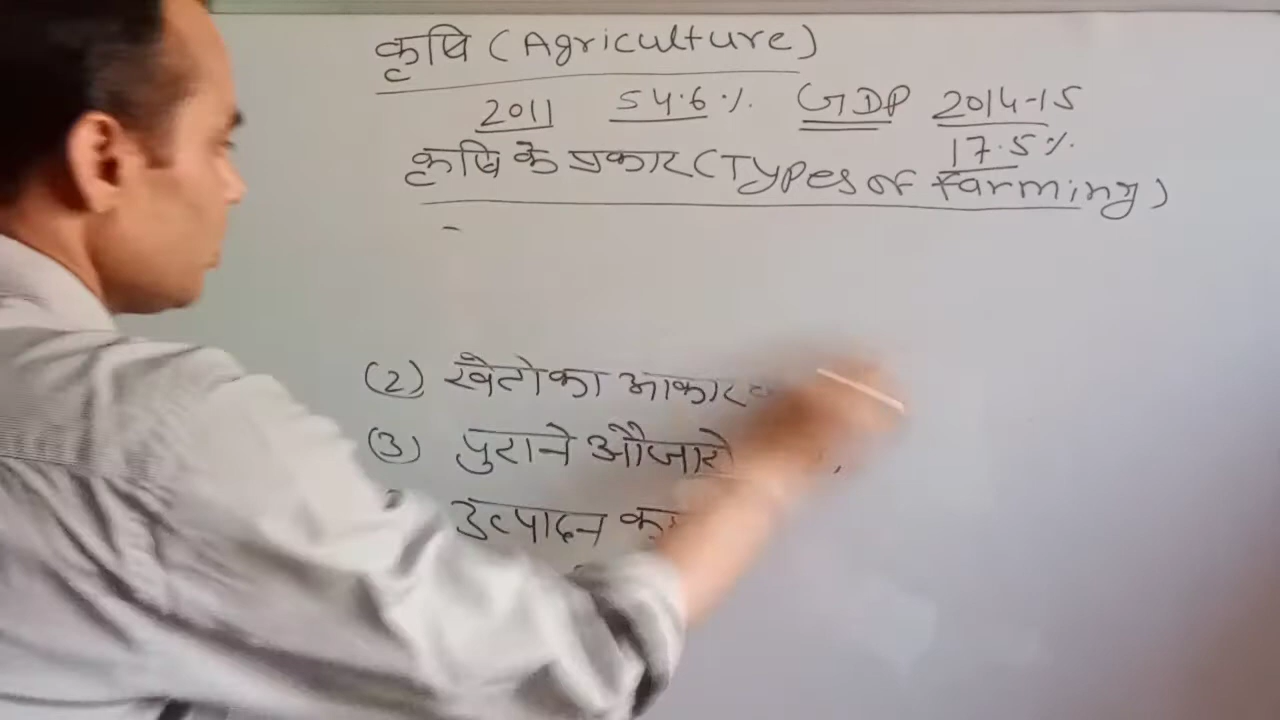 कृषि (Agriculture)
2011 54.6% GDP 2014-15
17.5%
कृषि के प्रकार (Types of farming)
(2) खेतो का आकार
(3) पुराने औजारो
उत्पादन